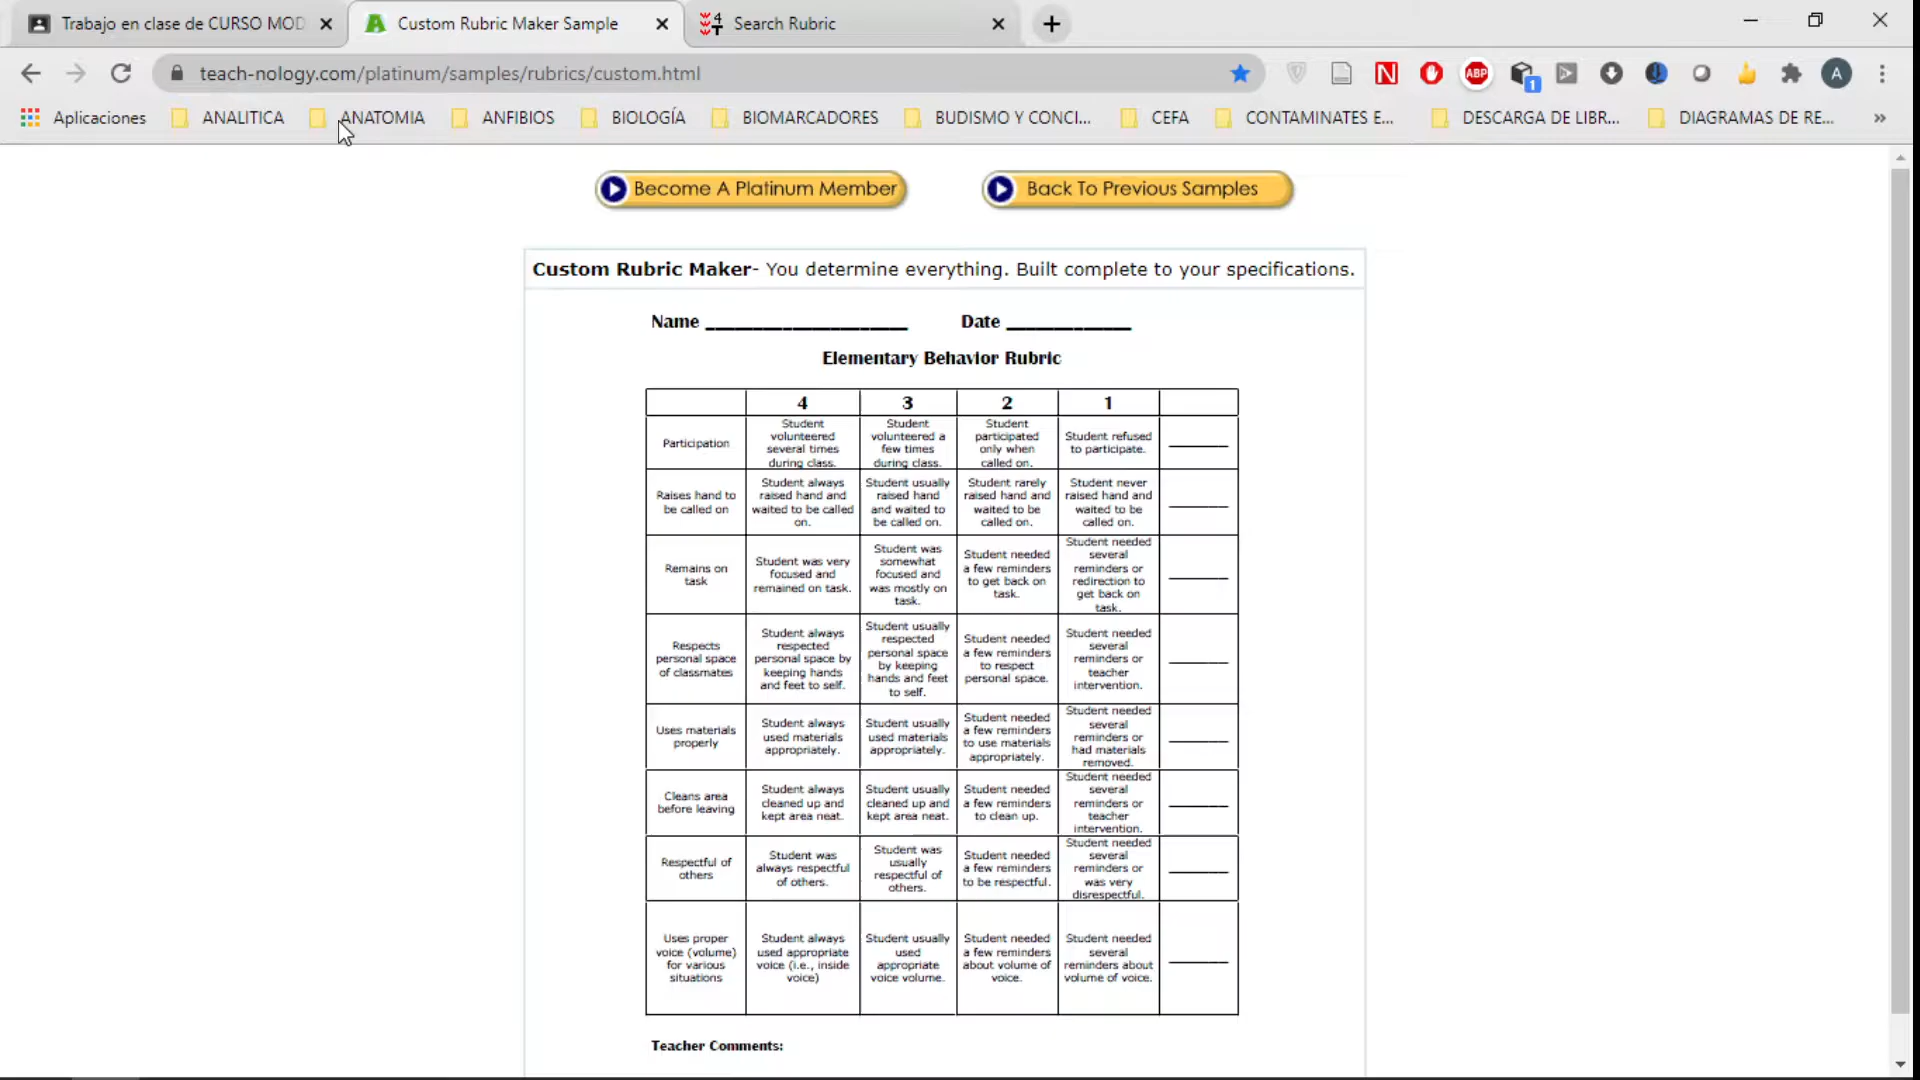 Trabajo en clase de CURSO MOD
Custom Rubric Maker Sample
Search Rubric
teach-nology.com/platinum/samples/rubrics/custom.html
N
ABP
1
A
Aplicaciones ANALITICA ANATOMIA ANFIBIOS BIOLOGÍA BIOMARCADORES BUDISMO Y CONCI... CEFA CONTAMINATES E... DESCARGA DE LIBR... DIAGRAMAS DE RE... »
Become A Platinum Member
Back To Previous Samples
Custom Rubric Maker- You determine everything. Built complete to your specifications.
Name ____________________ Date ____________
Elementary Behavior Rubric
4 3 2 1
Participation
Student
volunteered
several times
during class.
Student
volunteered a
few times
during class.
Student
participated
only when
called on.
Student refused
to participate.
Raises hand to
be called on
Student always
raised hand and
waited to be called
on.
Student usually
raised hand
and waited to
be called on.
Student rarely
raised hand and
waited to be
called on.
Student never
raised hand and
waited to be
called on.
Remains on
task
Student was very
focused and
remained on task.
Student was
somewhat
focused and
was mostly on
task.
Student needed
a few reminders
to get back on
task.
Student needed
several
reminders or
redirection to
get back on
task.
Respects
personal space
of classmates
Student always
respected
personal space by
keeping hands
and feet to self.
Student usually
respected
personal space
by keeping
hands and feet
to self.
Student needed
a few reminders
to respect
personal space.
Student needed
several
reminders or
teacher
intervention.
Uses materials
properly
Student always
used materials
appropriately.
Student usually
used materials
appropriately.
Student needed
a few reminders
to use materials
appropriately.
Student needed
several
reminders or
had materials
removed.
Cleans area
before leaving
Student always
cleaned up and
kept area neat.
Student usually
cleaned up and
kept area neat.
Student needed
a few reminders
to clean up.
Student needed
several
reminders or
teacher
intervention.
Respectful of
others
Student was
always respectful
of others.
Student was
usually
respectful of
others.
Student needed
a few reminders
to be respectful.
Student needed
several
reminders or
was very
disrespectful.
Uses proper
voice (volume)
for various
situations
Student always
used appropriate
voice (i.e., inside
voice)
Student usually
used
appropriate
voice volume.
Student needed
a few reminders
about volume of
voice.
Student needed
several
reminders about
volume of voice.
Teacher Comments: